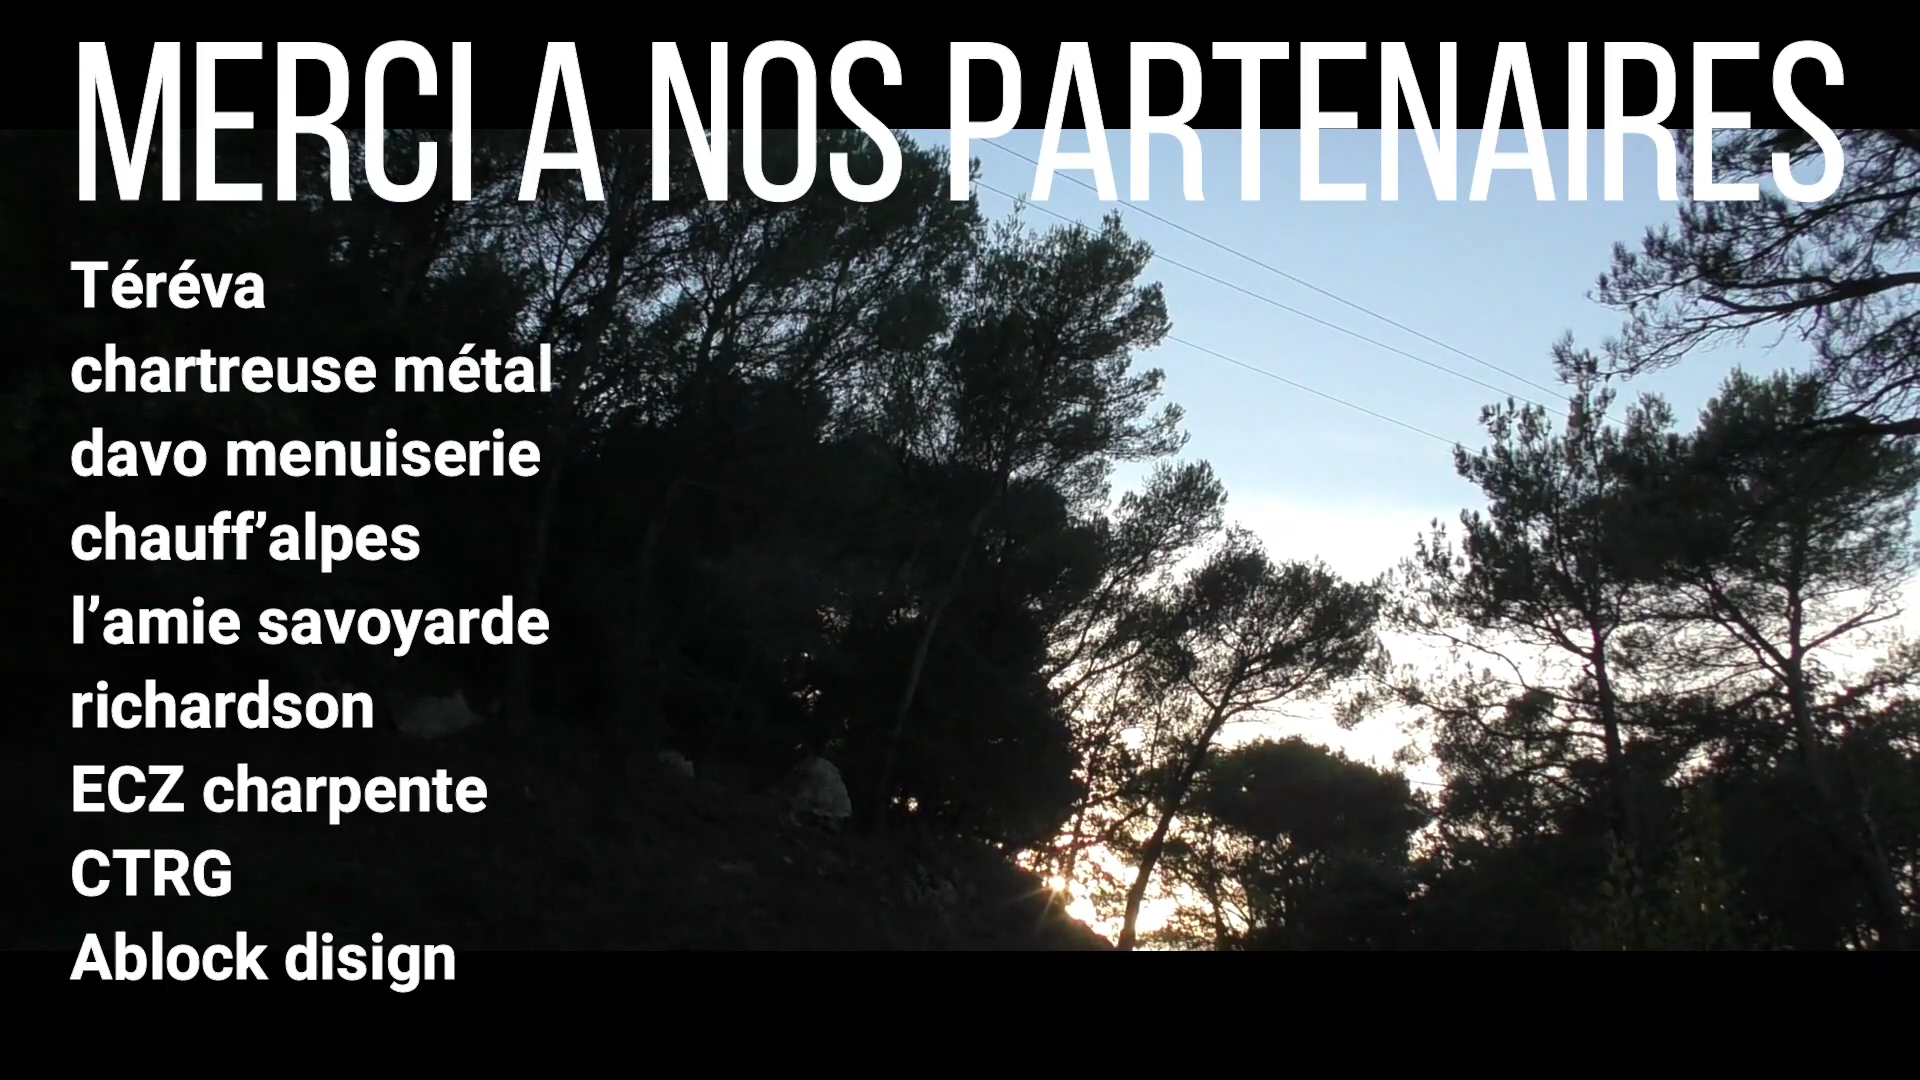 MERCI A NOS PARTENAIRES
Téréva
chartreuse métal
davo menuiserie
chauff’alpes
l’amie savoyarde
richardson
ECZ charpente
CTRG
Ablock disign